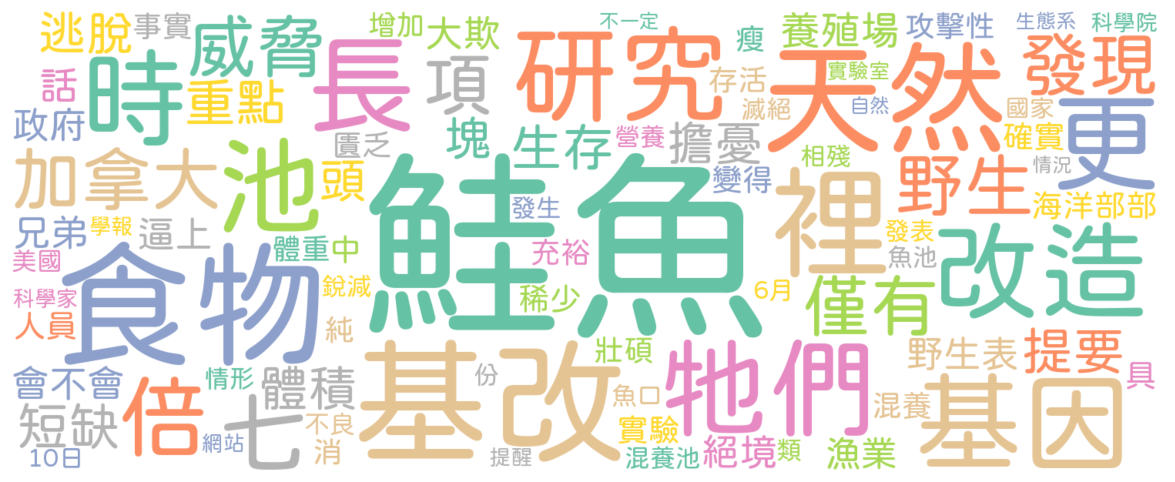 逃脫
事實
威脅
增加
大欺
不一定
瘦
養殖場
攻擊性
生態系
科學院
話
時
重點
長
項
研究
存活
實驗室
天然
發現
滅絕
自然
國家
政府
匱乏
塊
生存
營養
擔憂
相殘
確實
更
加拿大
池
頭
變得
裡
野生
情況
海洋部部
兄弟
學報
逼上
體重中
鮭魚
發生
充裕
發表
魚池
改造
美國
科學家
食物
銳減
稀少
6月
僅有
人員
純
壯碩
牠們
野生表
提要
會不會
倍
情形
體積
基改
份
魚口
混養
基因
具
短缺
七
不良
實驗
網站
消
提醒
混養池
絕境
類
漁業
10日